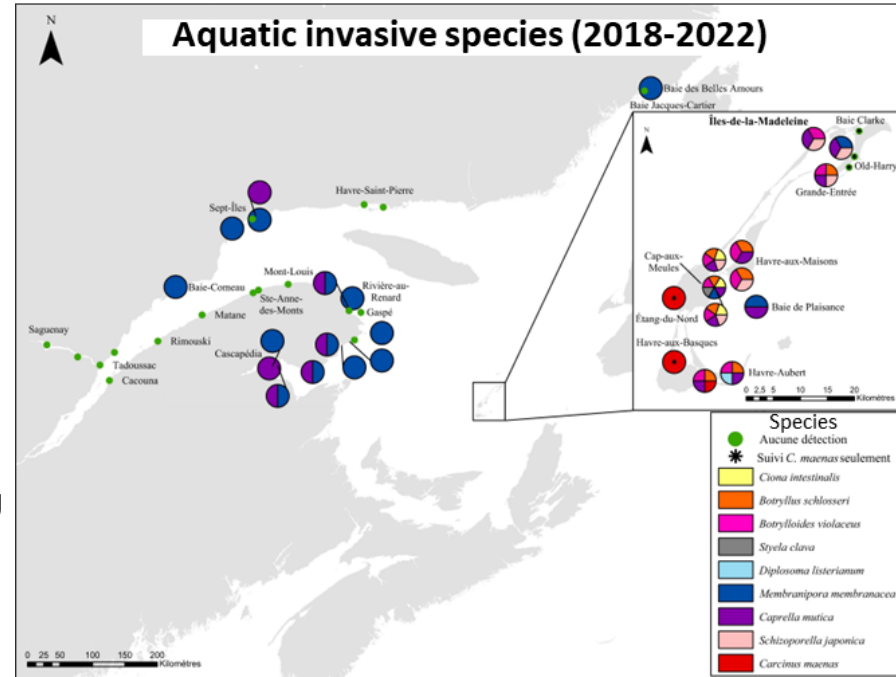 Aquatic invasive species (2018-2022)
N
Baie des Belles Amours
Baie Jacques-Cartier
Îles-de-la-Madeleine
Baie Clarke
N
Old-Harry
Grande-Entrée
Havre-Saint-Pierre
Sept-Îles
Cap-aux-
Meules
Havre-aux-Maisons
Mont-Louis
Baie-Comeau
Rivière-au-
Renard
Ste-Anne-
des-Monts
Gaspé
Baie de Plaisance
Étang-du-Nord
Matane
Saguenay
Rimouski
Cascapédia
Havre-aux-Basques
Tadoussac
Cacouna
Havre-Aubert
0 2,5 5 10 15 20
Kilomètres
Species
Aucune détection
Suivi C. maenas seulement
Ciona intestinalis
Botryllus schlosseri
Botrylloides violaceus
Styela clava
Diplosoma listerianum
Membranipora membranacea
Caprella mutica
Schizoporella japonica
Carcinus maenas
0 25 50 100 150 200
Kilomètres